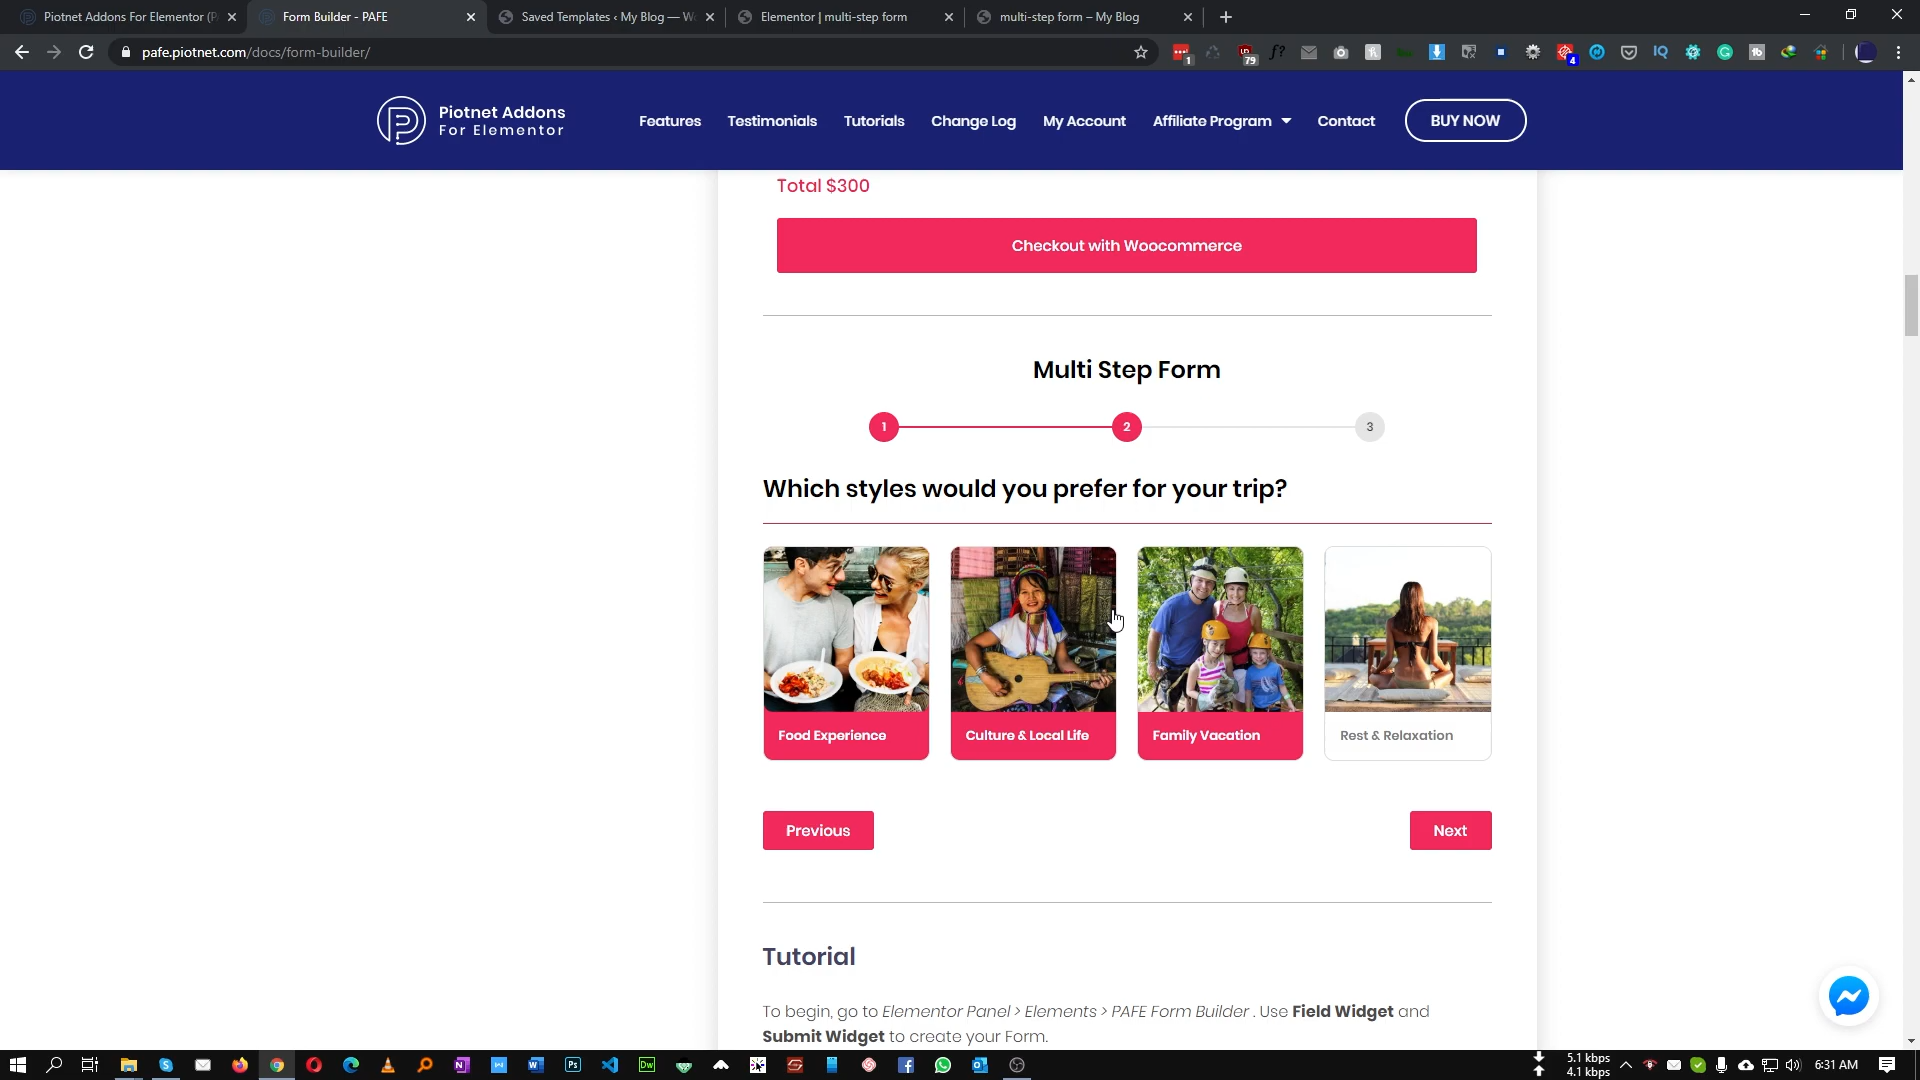 Piotnet Addons For Elementor (P
Form Builder - PAFE
Saved Templates ‹ My Blog — Wo
Elementor | multi-step form
multi-step form – My Blog
pafe.piotnet.com/docs/form-builder/
1
79
f?
IQ
4
Piotnet Addons
For Elementor
Features
Testimonials
Tutorials
Change Log
My Account
Affiliate Program
Contact
BUY NOW
Total $300
Checkout with Woocommerce
Multi Step Form
1
2
3
Which styles would you prefer for your trip?
Food Experience
Culture & Local Life
Family Vacation
Rest & Relaxation
Previous
Next
Tutorial
To begin, go to Elementor Panel > Elements > PAFE Form Builder . Use Field Widget and
Submit Widget to create your Form.
5.1 kbps
4.1 kbps
6:31 AM